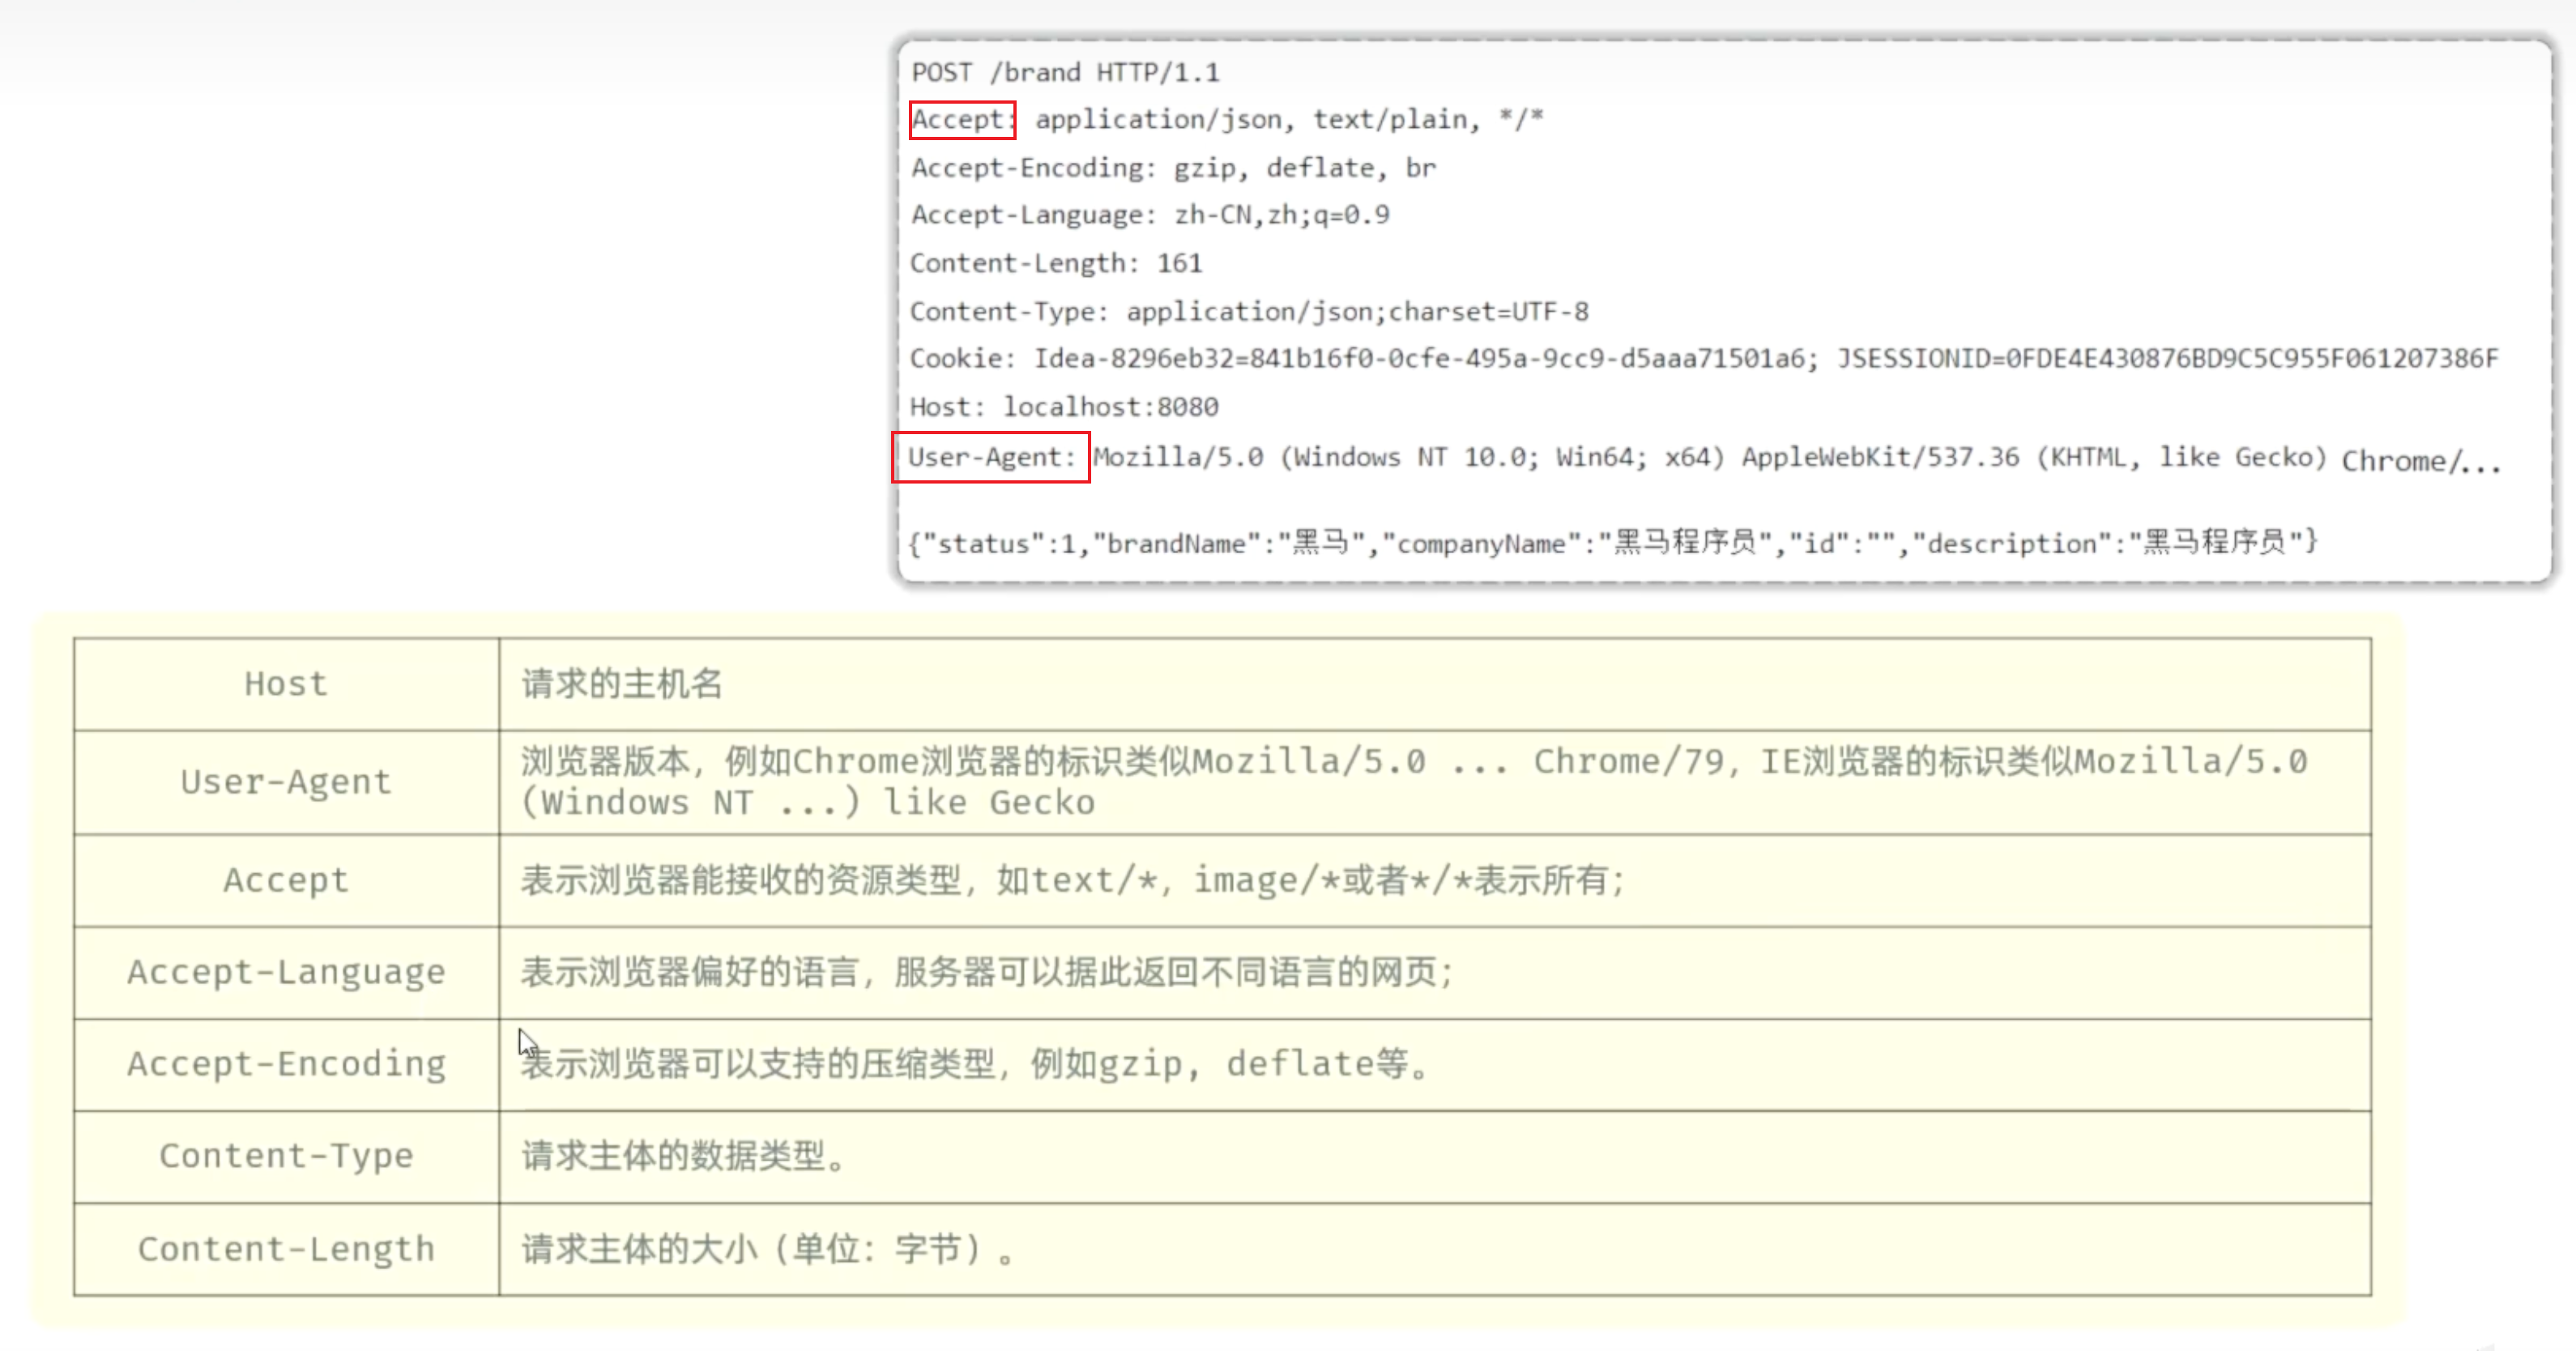 POST /brand HTTP/1.1
Accept: application/json, text/plain, */*
Accept-Encoding: gzip, deflate, br
Accept-Language: zh-CN,zh;q=0.9
Content-Length: 161
Content-Type: application/json;charset=UTF-8
Cookie: Idea-8296eb32=841b16f0-0cfe-495a-9cc9-d5aaa71501a6; JSESSIONID=0FDE4E430876BD9C5C955F061207386F
Host: localhost:8080
User-Agent: Mozilla/5.0 (Windows NT 10.0; Win64; x64) AppleWebKit/537.36 (KHTML, like Gecko) Chrome/...
{"status":1,"brandName":"黑马","companyName":"黑马程序员","id":"","description":"黑马程序员"}
Host 请求的主机名
User-Agent 浏览器版本，例如Chrome浏览器的标识类似Mozilla/5.0 ... Chrome/79，IE浏览器的标识类似Mozilla/5.0
(Windows NT ...) like Gecko
Accept 表示浏览器能接收的资源类型，如text/*，image/*或者*/*表示所有；
Accept-Language 表示浏览器偏好的语言，服务器可以据此返回不同语言的网页；
Accept-Encoding 表示浏览器可以支持的压缩类型，例如gzip, deflate等。
Content-Type 请求主体的数据类型。
Content-Length 请求主体的大小（单位：字节）。